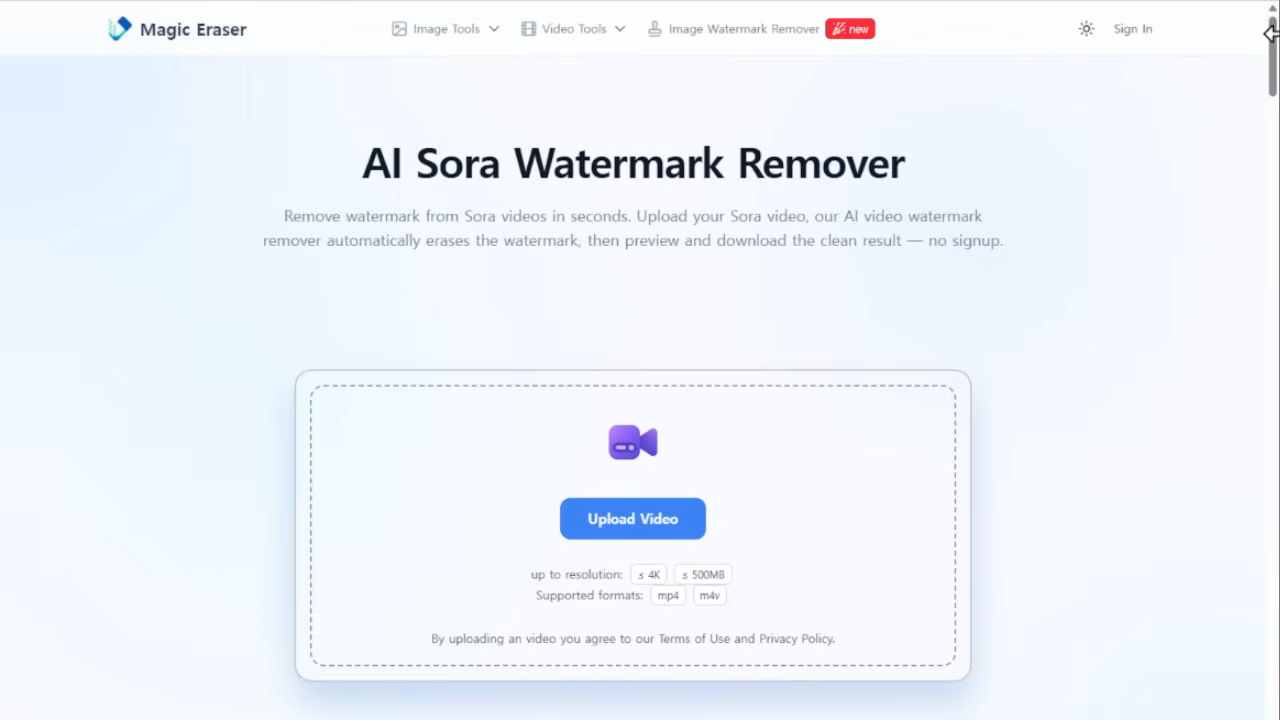 Magic Eraser
Image Tools
Video Tools
Image Watermark Remover
new
Sign In
AI Sora Watermark Remover
Remove watermark from Sora videos in seconds. Upload your Sora video, our AI video watermark
remover automatically erases the watermark, then preview and download the clean result — no signup.
Upload Video
up to resolution: ≤ 4K ≤ 500MB
Supported formats: mp4 m4v
By uploading an video you agree to our Terms of Use and Privacy Policy.